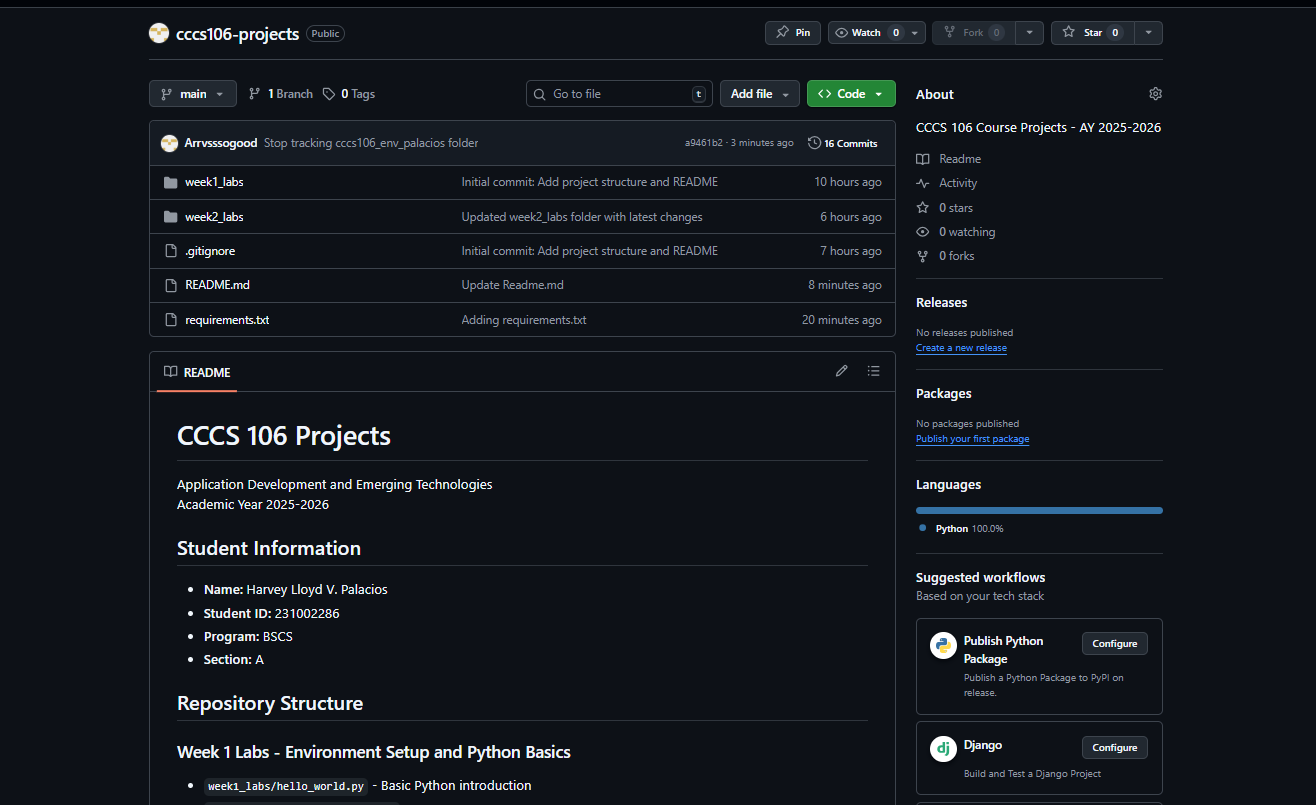 cccs106-projects Public
Pin
Watch 0
Fork 0
Star 0
main
1 Branch
0 Tags
Go to file t
Add file
Code
Arrvsssogood Stop tracking cccs106_env_palacios folder a9461b2 · 3 minutes ago 16 Commits
week1_labs Initial commit: Add project structure and README 10 hours ago
week2_labs Updated week2_labs folder with latest changes 6 hours ago
.gitignore Initial commit: Add project structure and README 7 hours ago
README.md Update Readme.md 8 minutes ago
requirements.txt Adding requirements.txt 20 minutes ago
README
CCCS 106 Projects
Application Development and Emerging Technologies
Academic Year 2025-2026
Student Information
Name: Harvey Lloyd V. Palacios
Student ID: 231002286
Program: BSCS
Section: A
Repository Structure
Week 1 Labs - Environment Setup and Python Basics
week1_labs/hello_world.py - Basic Python introduction
About
CCCS 106 Course Projects - AY 2025-2026
Readme
Activity
0 stars
0 watching
0 forks
Releases
No releases published
Create a new release
Packages
No packages published
Publish your first package
Languages
Python 100.0%
Suggested workflows
Based on your tech stack
Publish Python
Package
Configure
Publish a Python Package to PyPI on
release.
dj
Django
Configure
Build and Test a Django Project